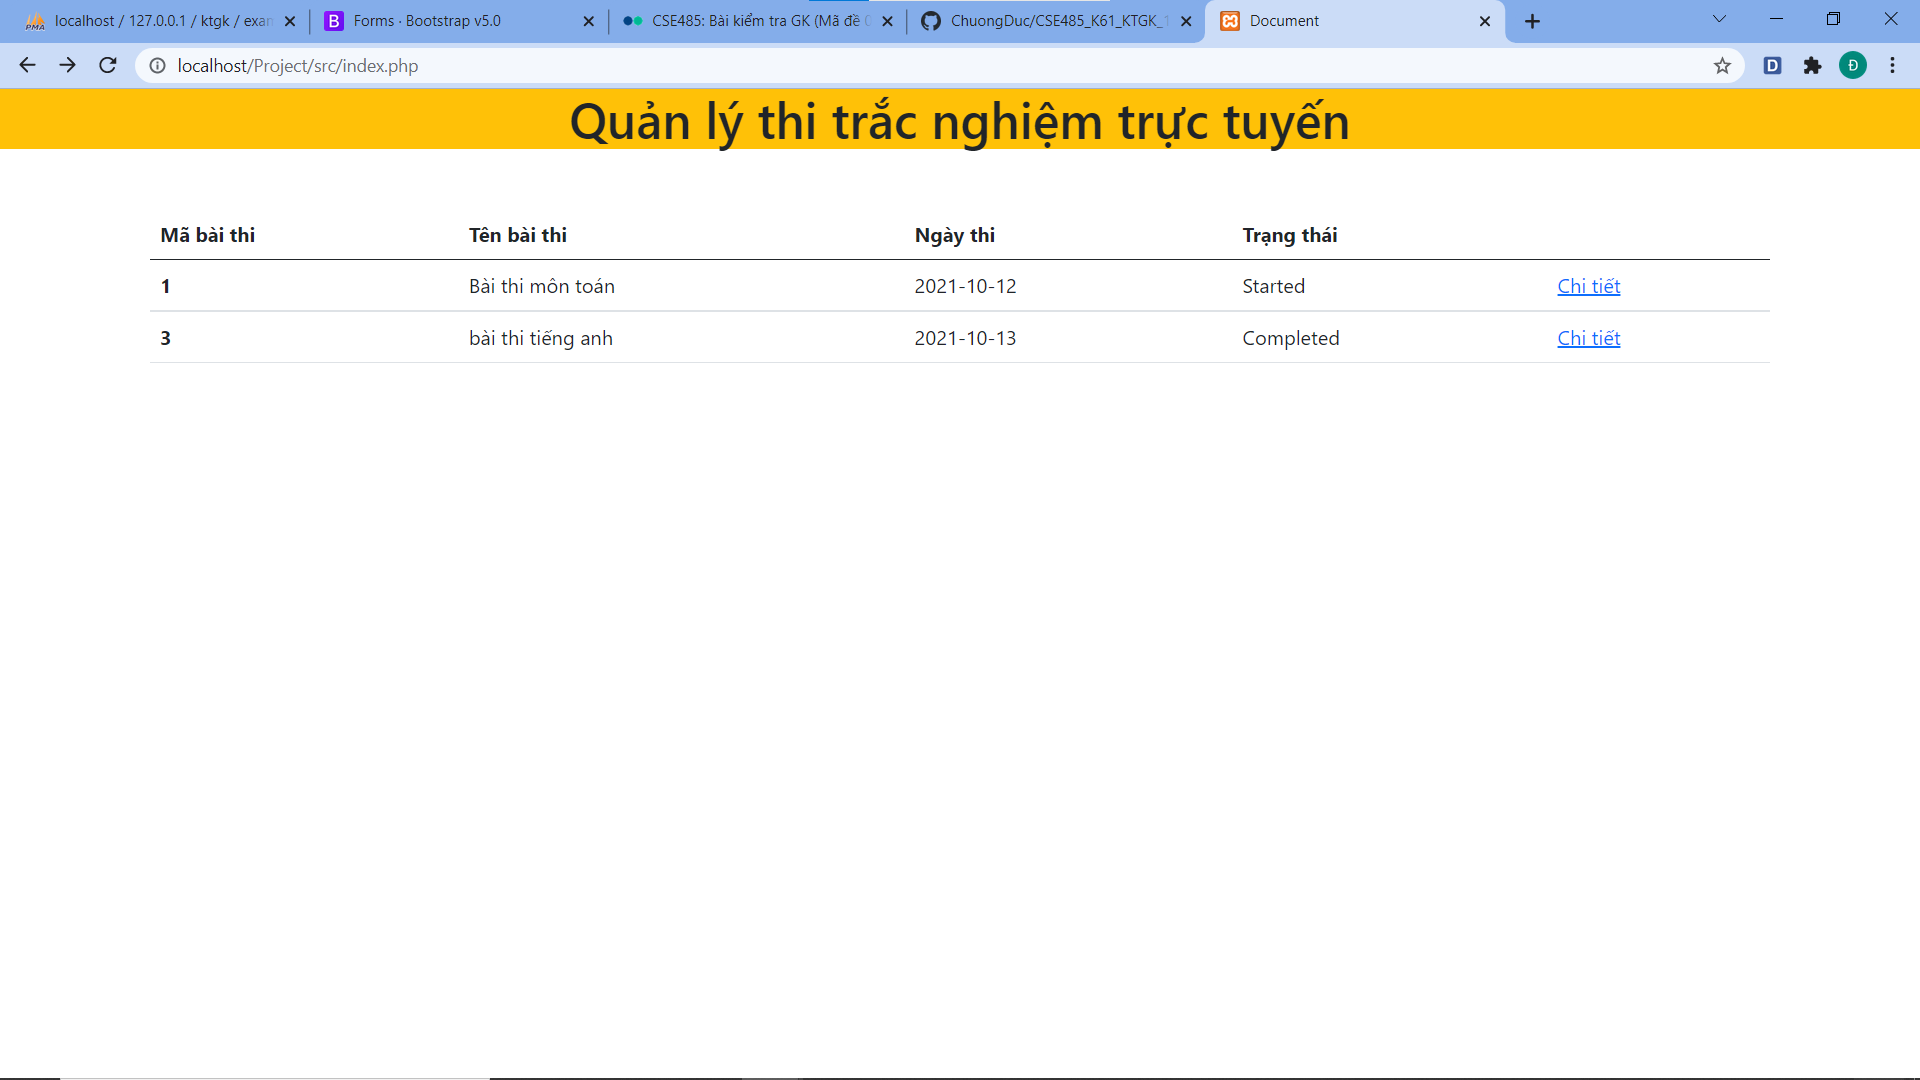 localhost / 127.0.0.1 / ktgk / exan
Forms · Bootstrap v5.0
CSE485: Bài kiểm tra GK (Mã đề 0
ChuongDuc/CSE485_K61_KTGK_1
Document
localhost/Project/src/index.php
D
Đ
Quản lý thi trắc nghiệm trực tuyến
Mã bài thi Tên bài thi Ngày thi Trạng thái
1 Bài thi môn toán 2021-10-12 Started Chi tiết
3 bài thi tiếng anh 2021-10-13 Completed Chi tiết